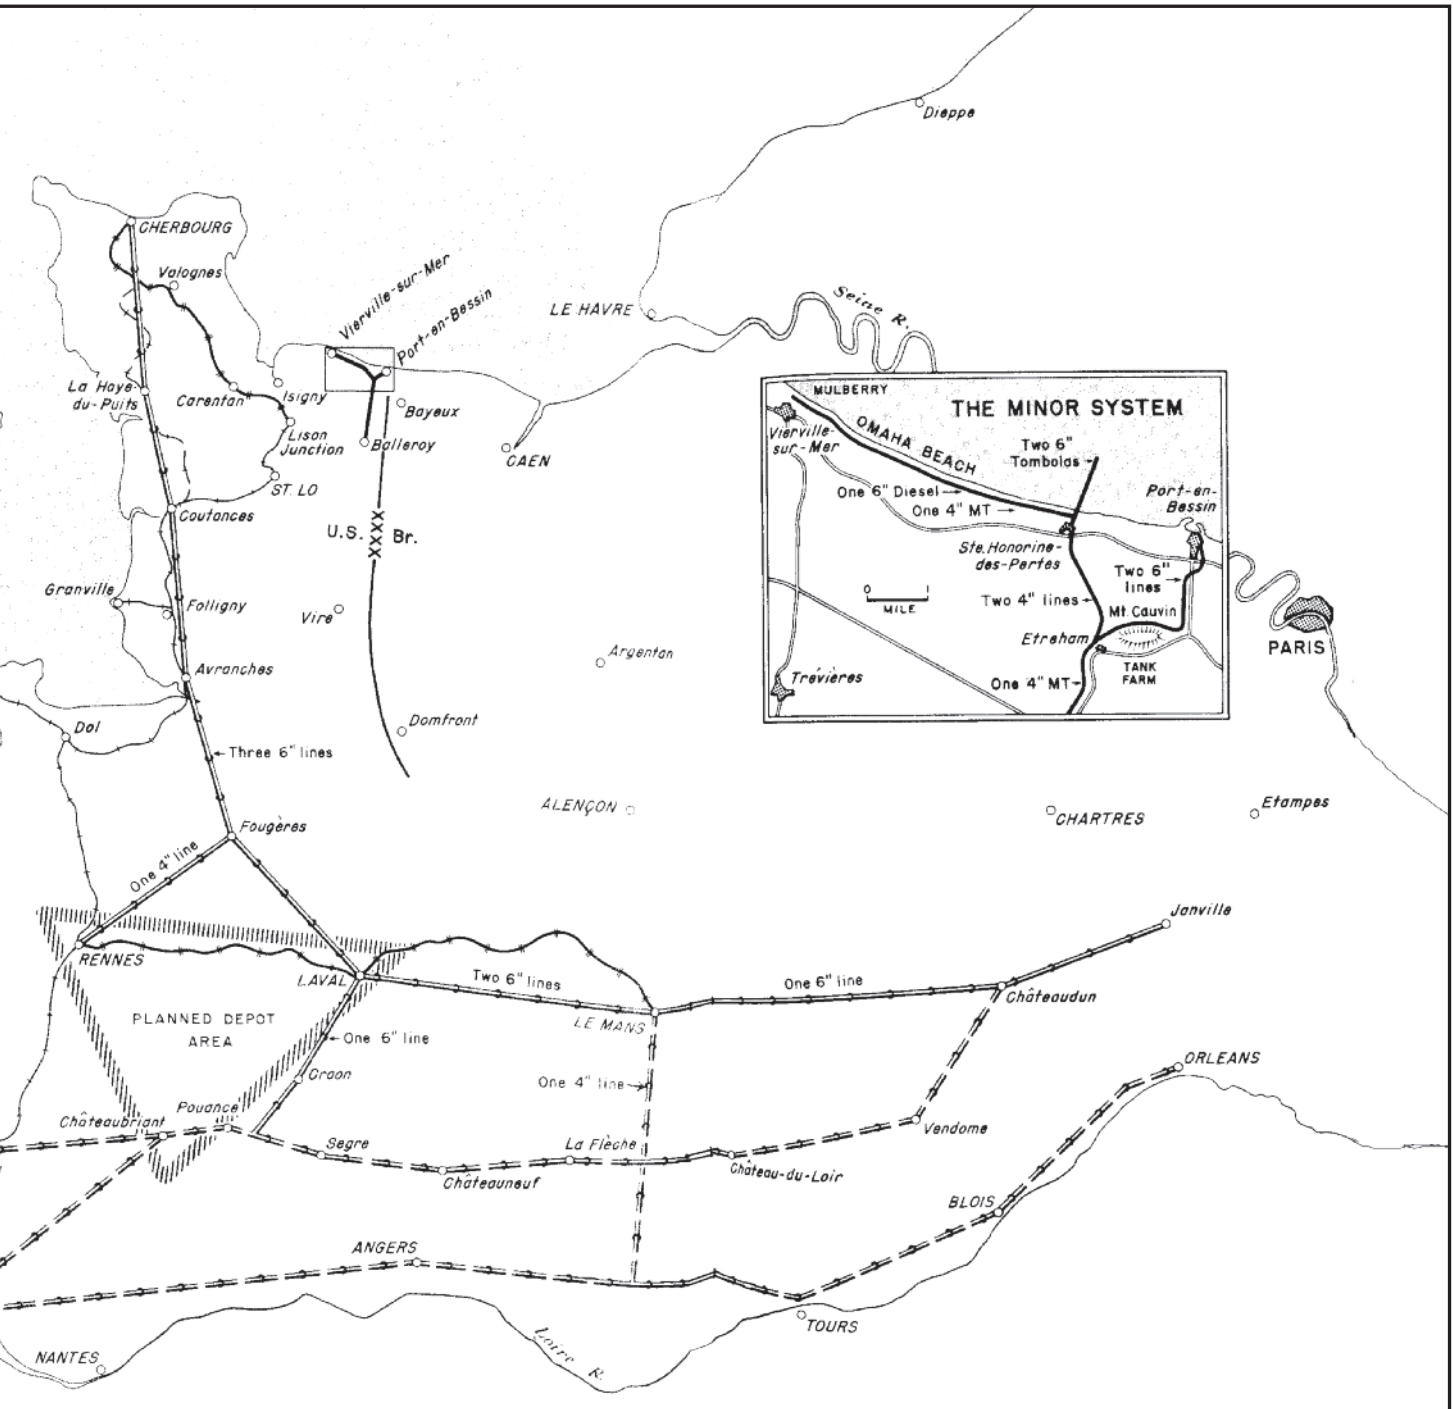 Dieppe
CHERBOURG
Valognes
Vierville-sur-Mer
Port-en-Bessin
LE HAVRE
Seine R.
La Haye-
du-Puits
Carentan
Isigny
Bayeux
Lison
Junction
Balleroy
CAEN
ST. LO
Coutances
U.S.
XXXX
Br.
Granville
Folligny
Vire
Argentan
Avranches
Dol
Domfront
Three 6" lines
ALENÇON
CHARTRES
Etampes
PARIS
Fougères
One 4" line
MULBERRY
THE MINOR SYSTEM
Vierville-
sur-Mer
OMAHA BEACH
Two 6"
Tombolas
One 6" Diesel
One 4" MT
Port-en-
Bessin
Ste. Honorine-
des-Pertes
0 1
MILE
Two 4" lines
Two 6"
lines
Mt. Cauvin
Etreham
TANK
FARM
Trévières
One 4" MT
Janville
RENNES
LAVAL
Two 6" lines
One 6" line
Châteaudun
LE MANS
PLANNED DEPOT
AREA
One 6" line
Craon
One 4" line
ORLEANS
Pouance
Châteaubriant
Segre
La Flèche
Vendome
Châteauneuf
Château-du-Loir
BLOIS
ANGERS
TOURS
NANTES
Loire R.